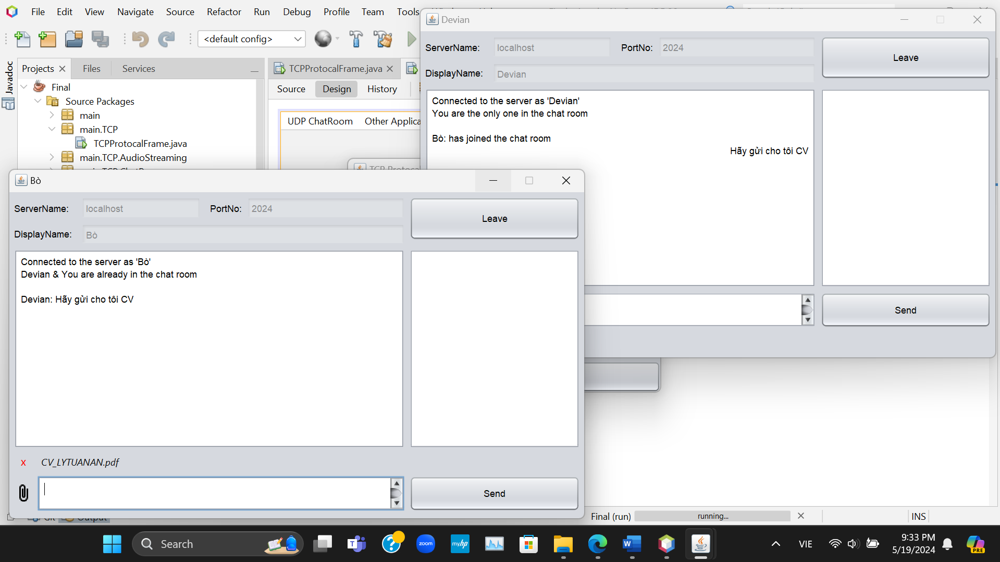 File Edit View Navigate Source Refactor Run Debug Profile Team Tools
<default config>
Projects Files Services
Javadoc
Final
Source Packages
main
main.TCP
TCPProtocalFrame.java
main.TCP.AudioStreaming
TCPProtocalFrame.java
Source Design History
UDP ChatRoom Other Applica
TCP Protocol
Devian
ServerName: localhost PortNo: 2024
Leave
DisplayName: Devian
Connected to the server as 'Devian'
You are the only one in the chat room
Bò: has joined the chat room
Hãy gửi cho tôi CV
Send
Bò
ServerName: localhost PortNo: 2024
Leave
DisplayName: Bò
Connected to the server as 'Bò'
Devian & You are already in the chat room
Devian: Hãy gửi cho tôi CV
x CV_LYTUANAN.pdf
Send
Output
Final (run) running... INS
Search
zoom
myhp
VIE
9:33 PM
5/19/2024
PRE